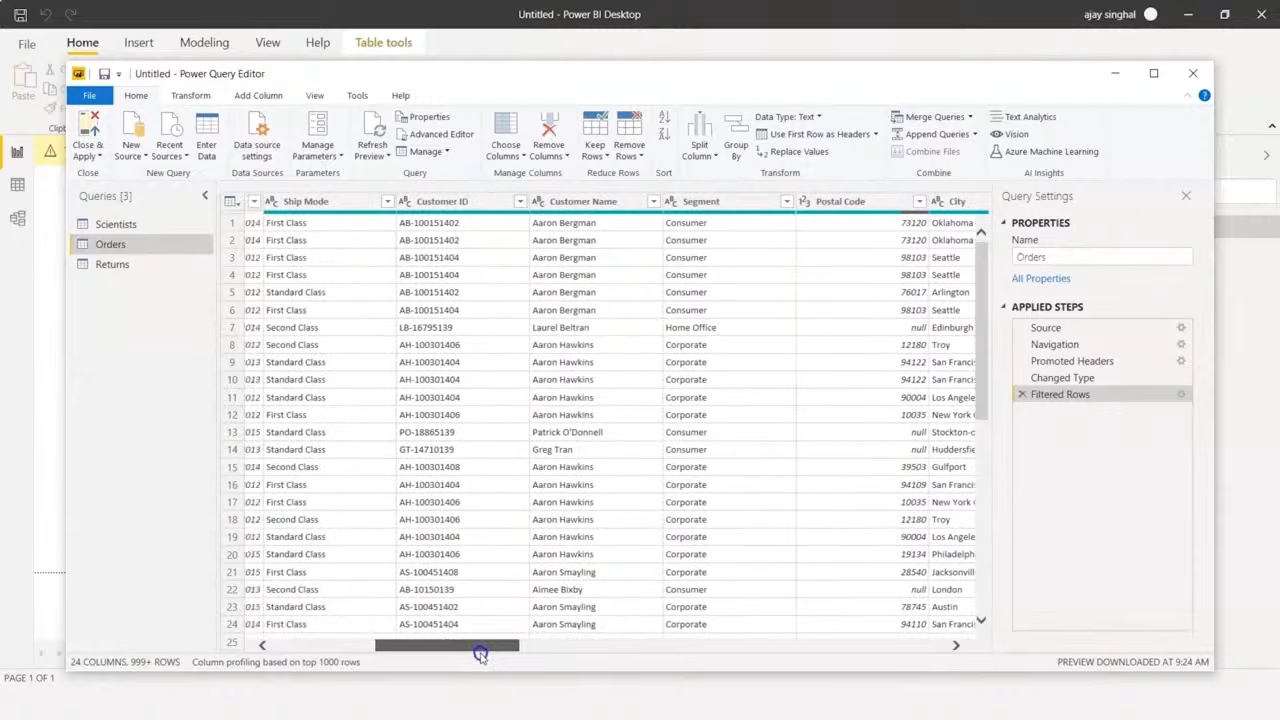 Untitled - Power BI Desktop
ajay singhal
File Home Insert Modeling View Help Table tools
Paste
Untitled - Power Query Editor
File Home Transform Add Column View Tools Help
Close & Apply
New Source
Recent Sources
Enter Data
Data source settings
Manage Parameters
Refresh Preview
Properties
Advanced Editor
Manage
Choose Columns
Remove Columns
Keep Rows
Remove Rows
Split Column
Group By
Data Type: Text
Use First Row as Headers
Replace Values
Merge Queries
Append Queries
Combine Files
Text Analytics
Vision
Azure Machine Learning
Clipb
Close New Query Data Sources Parameters Query Manage Columns Reduce Rows Sort Transform Combine AI Insights
Queries [3]
Scientists
Orders
Returns
Ship Mode Customer ID Customer Name Segment Postal Code City
1 014 First Class AB-100151402 Aaron Bergman Consumer 73120 Oklahoma
2 014 First Class AB-100151402 Aaron Bergman Consumer 73120 Oklahoma
3 012 First Class AB-100151404 Aaron Bergman Consumer 98103 Seattle
4 012 First Class AB-100151404 Aaron Bergman Consumer 98103 Seattle
5 012 Standard Class AB-100151402 Aaron Bergman Consumer 76017 Arlington
6 012 First Class AB-100151404 Aaron Bergman Consumer 98103 Seattle
7 014 Second Class LB-16795139 Laurel Beltran Home Office null Edinburgh
8 012 Second Class AH-100301406 Aaron Hawkins Corporate 12180 Troy
9 013 Standard Class AH-100301404 Aaron Hawkins Corporate 94122 San Francis
10 013 Standard Class AH-100301404 Aaron Hawkins Corporate 94122 San Francis
11 012 Standard Class AH-100301404 Aaron Hawkins Corporate 90004 Los Angele
12 012 First Class AH-100301406 Aaron Hawkins Corporate 10035 New York C
13 015 Standard Class PO-18865139 Patrick O'Donnell Consumer null Stockton-o
14 013 Standard Class GT-14710139 Greg Tran Consumer null Huddersfie
15 014 Second Class AH-100301408 Aaron Hawkins Corporate 39503 Gulfport
16 012 First Class AH-100301404 Aaron Hawkins Corporate 94109 San Francis
17 012 First Class AH-100301406 Aaron Hawkins Corporate 10035 New York C
18 012 Second Class AH-100301406 Aaron Hawkins Corporate 12180 Troy
19 012 Standard Class AH-100301404 Aaron Hawkins Corporate 90004 Los Angele
20 015 Standard Class AH-100301406 Aaron Hawkins Corporate 19134 Philadelph
21 015 First Class AS-100451408 Aaron Smayling Corporate 28540 Jacksonvill
22 013 Second Class AB-10150139 Aimee Bixby Consumer null London
23 015 Standard Class AS-100451402 Aaron Smayling Corporate 78745 Austin
24 014 First Class AS-100451404 Aaron Smayling Corporate 94110 San Francis
25
Query Settings
PROPERTIES
Name
Orders
All Properties
APPLIED STEPS
Source
Navigation
Promoted Headers
Changed Type
Filtered Rows
24 COLUMNS, 999+ ROWS Column profiling based on top 1000 rows
PREVIEW DOWNLOADED AT 9:24 AM
PAGE 1 OF 1